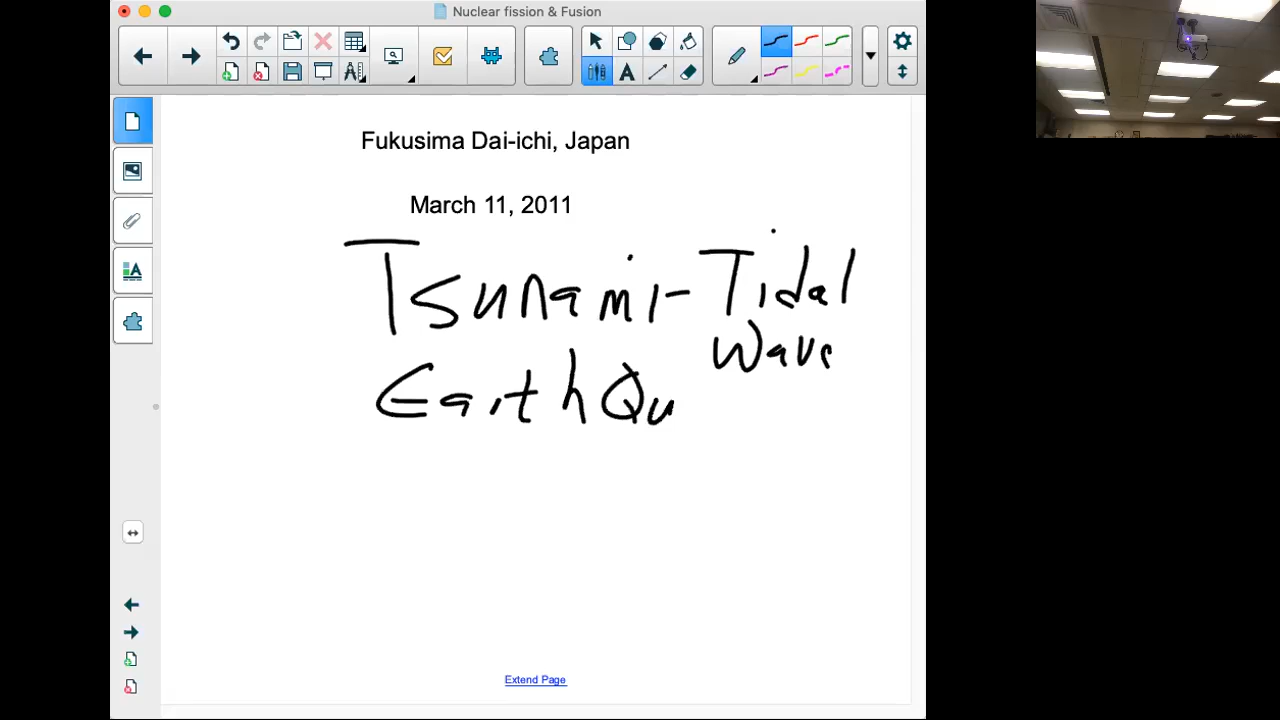 Nuclear fission & Fusion
Fukusima Dai-ichi, Japan
March 11, 2011
Tsunami - Tidal
Wave
EarthQu
Extend Page